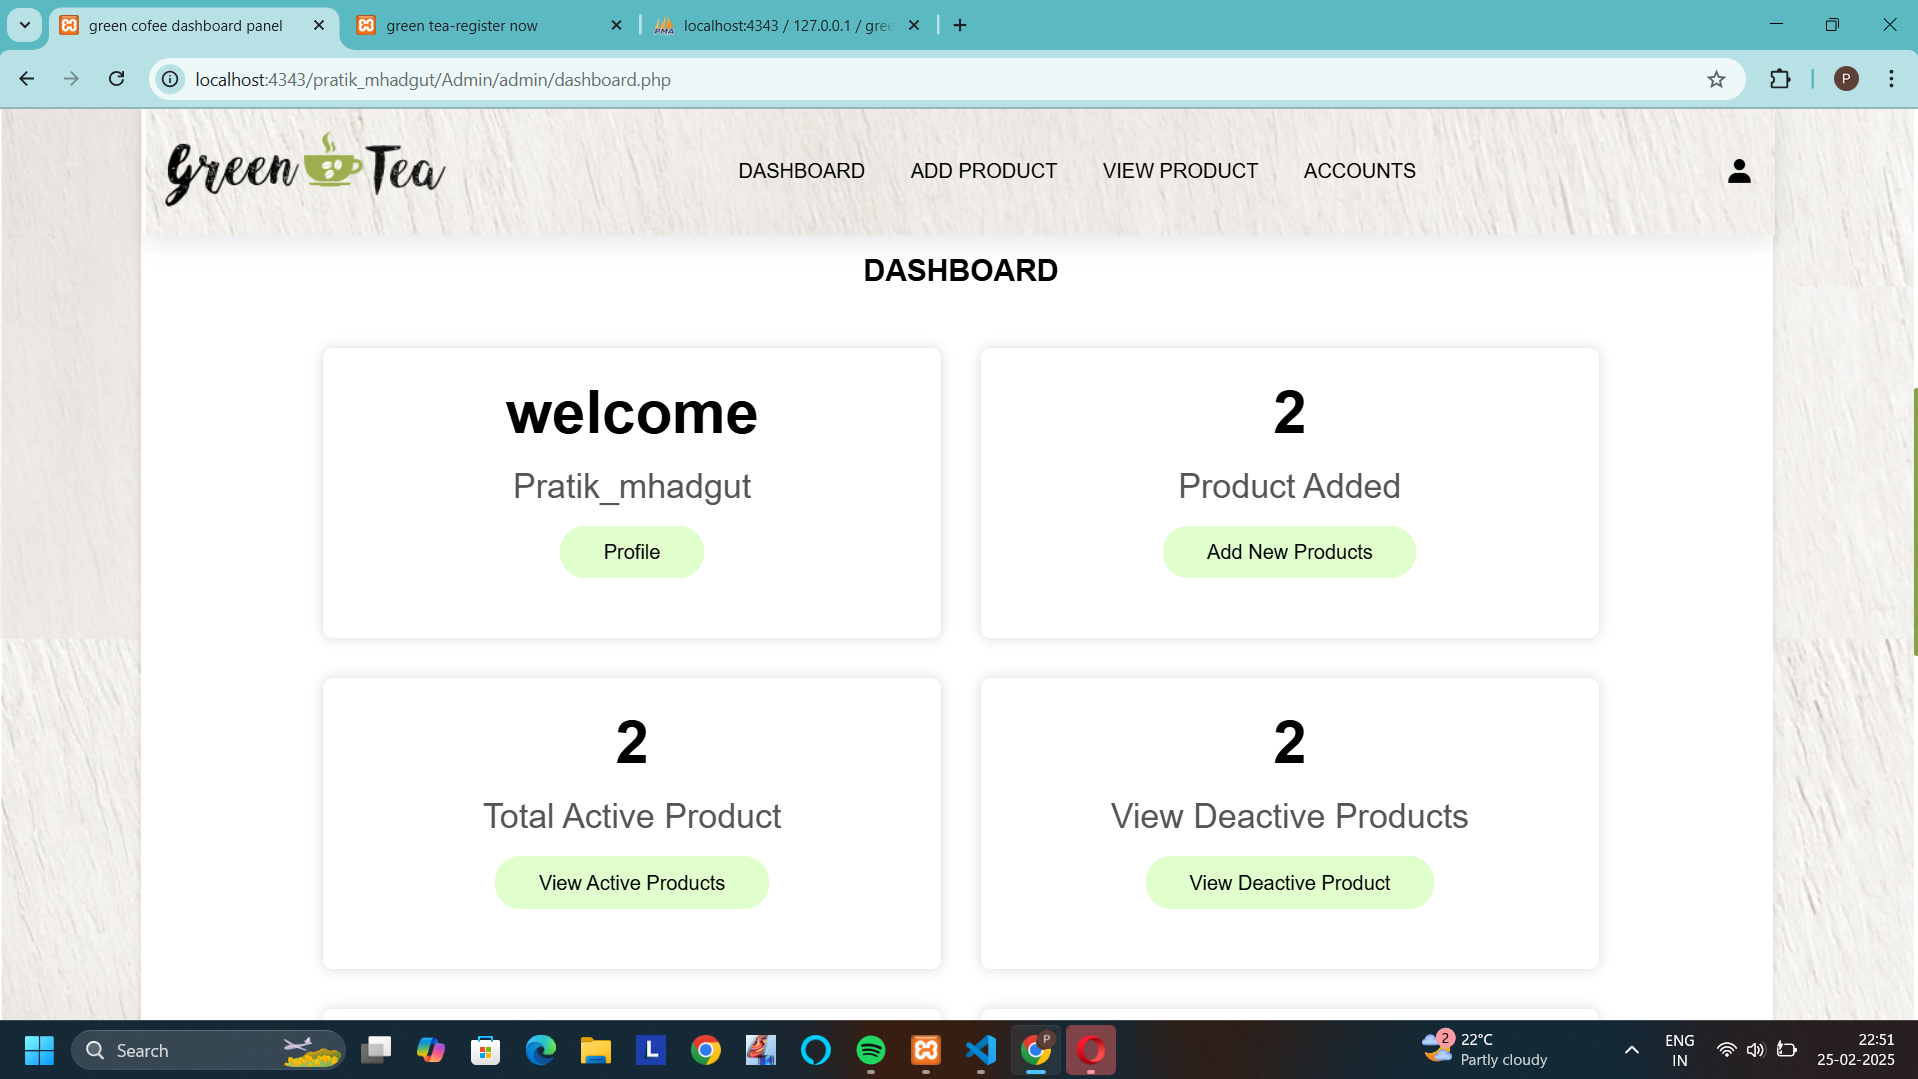 green cofee dashboard panel
green tea-register now
localhost:4343 / 127.0.0.1 / gree
localhost:4343/pratik_mhadgut/Admin/admin/dashboard.php
P
Green Tea
DASHBOARD
ADD PRODUCT
VIEW PRODUCT
ACCOUNTS
DASHBOARD
welcome
Pratik_mhadgut
Profile
2
Product Added
Add New Products
2
Total Active Product
View Active Products
2
View Deactive Products
View Deactive Product
Search
L
P
2
22°C
Partly cloudy
ENG
IN
22:51
25-02-2025